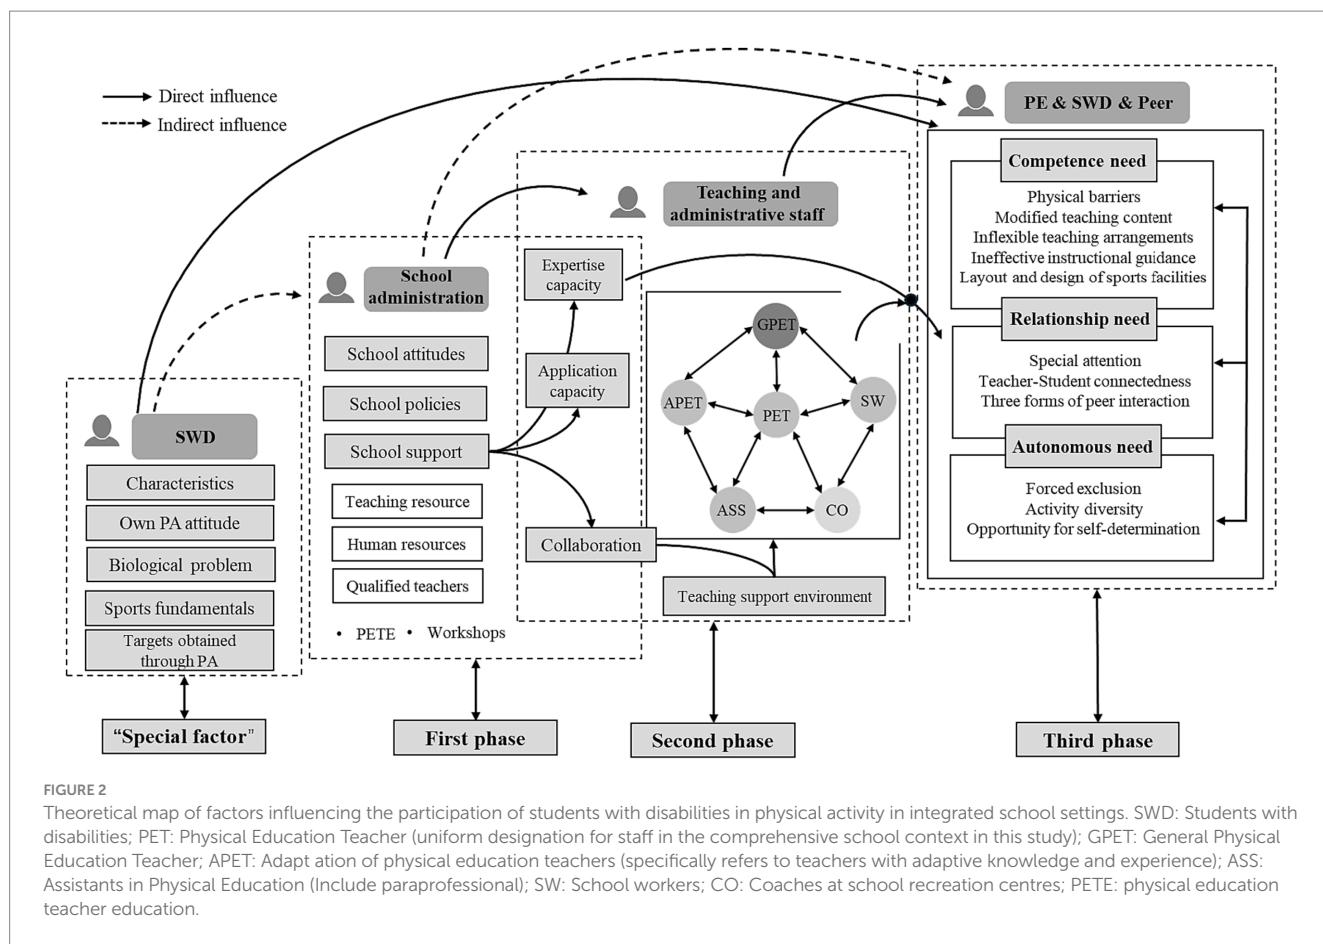 Direct influence
Indirect influence
SWD
Characteristics
Own PA attitude
Biological problem
Sports fundamentals
Targets obtained
through PA
“Special factor”
School
administration
School attitudes
School policies
School support
Teaching resource
Human resources
Qualified teachers
• PETE • Workshops
First phase
Teaching and
administrative staff
Expertise
capacity
Application
capacity
Collaboration
GPET
APET
PET
SW
ASS
CO
Teaching support environment
Second phase
PE & SWD & Peer
Competence need
Physical barriers
Modified teaching content
Inflexible teaching arrangements
Ineffective instructional guidance
Layout and design of sports facilities
Relationship need
Special attention
Teacher-Student connectedness
Three forms of peer interaction
Autonomous need
Forced exclusion
Activity diversity
Opportunity for self-determination
Third phase
FIGURE 2
Theoretical map of factors influencing the participation of students with disabilities in physical activity in integrated school settings. SWD: Students with
disabilities; PET: Physical Education Teacher (uniform designation for staff in the comprehensive school context in this study); GPET: General Physical
Education Teacher; APET: Adapt ation of physical education teachers (specifically refers to teachers with adaptive knowledge and experience); ASS:
Assistants in Physical Education (Include paraprofessional); SW: School workers; CO: Coaches at school recreation centres; PETE: physical education
teacher education.